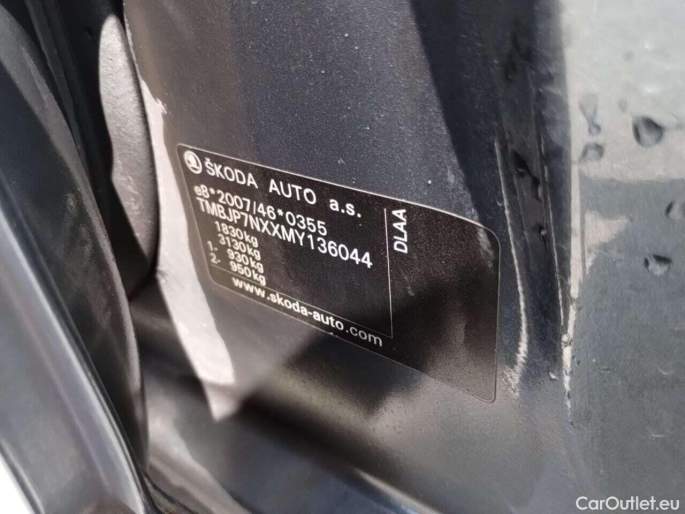 ŠKODA AUTO a.s.
e8*2007/46*0355
TMBJP7NXXMY136044
1830kg
3130kg
1- 930kg
2- 950kg
DLAA
www.skoda-auto.com
CarOutlet.eu